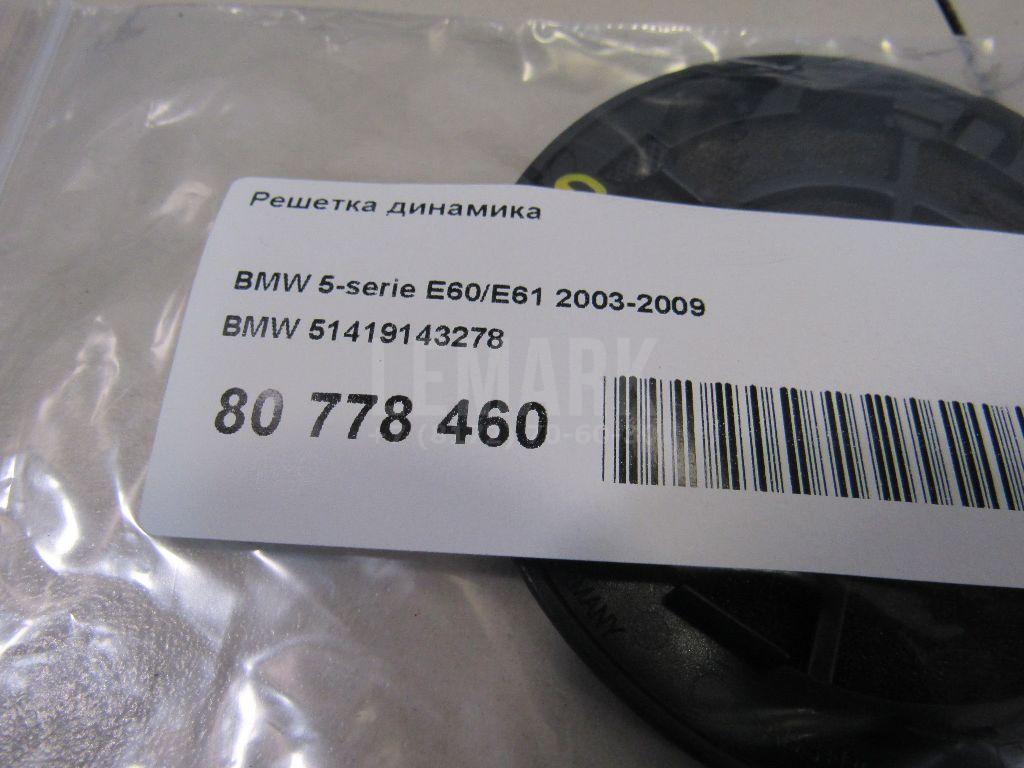 Решетка динамика
BMW 5-serie E60/E61 2003-2009
BMW 51419143278
LEMARK
80 778 460